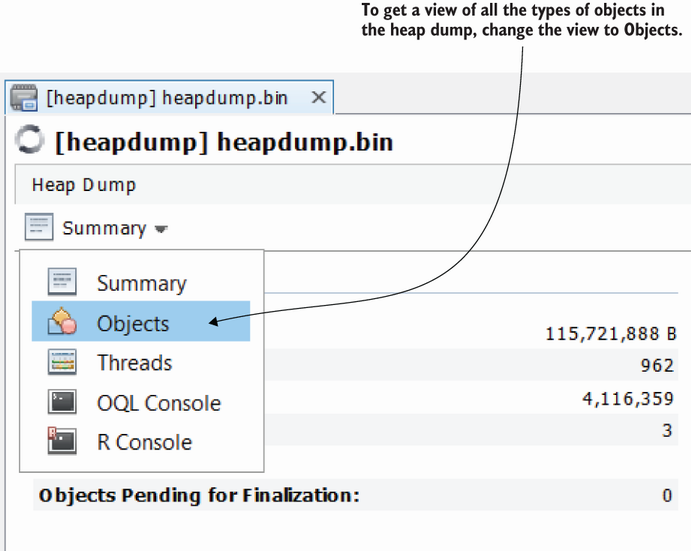 To get a view of all the types of objects in
the heap dump, change the view to Objects.
[heapdump] heapdump.bin ×
[heapdump] heapdump.bin
Heap Dump
Summary
Summary
Objects
Threads
OQL Console
R Console
115,721,888 B
962
4,116,359
3
Objects Pending for Finalization: 0